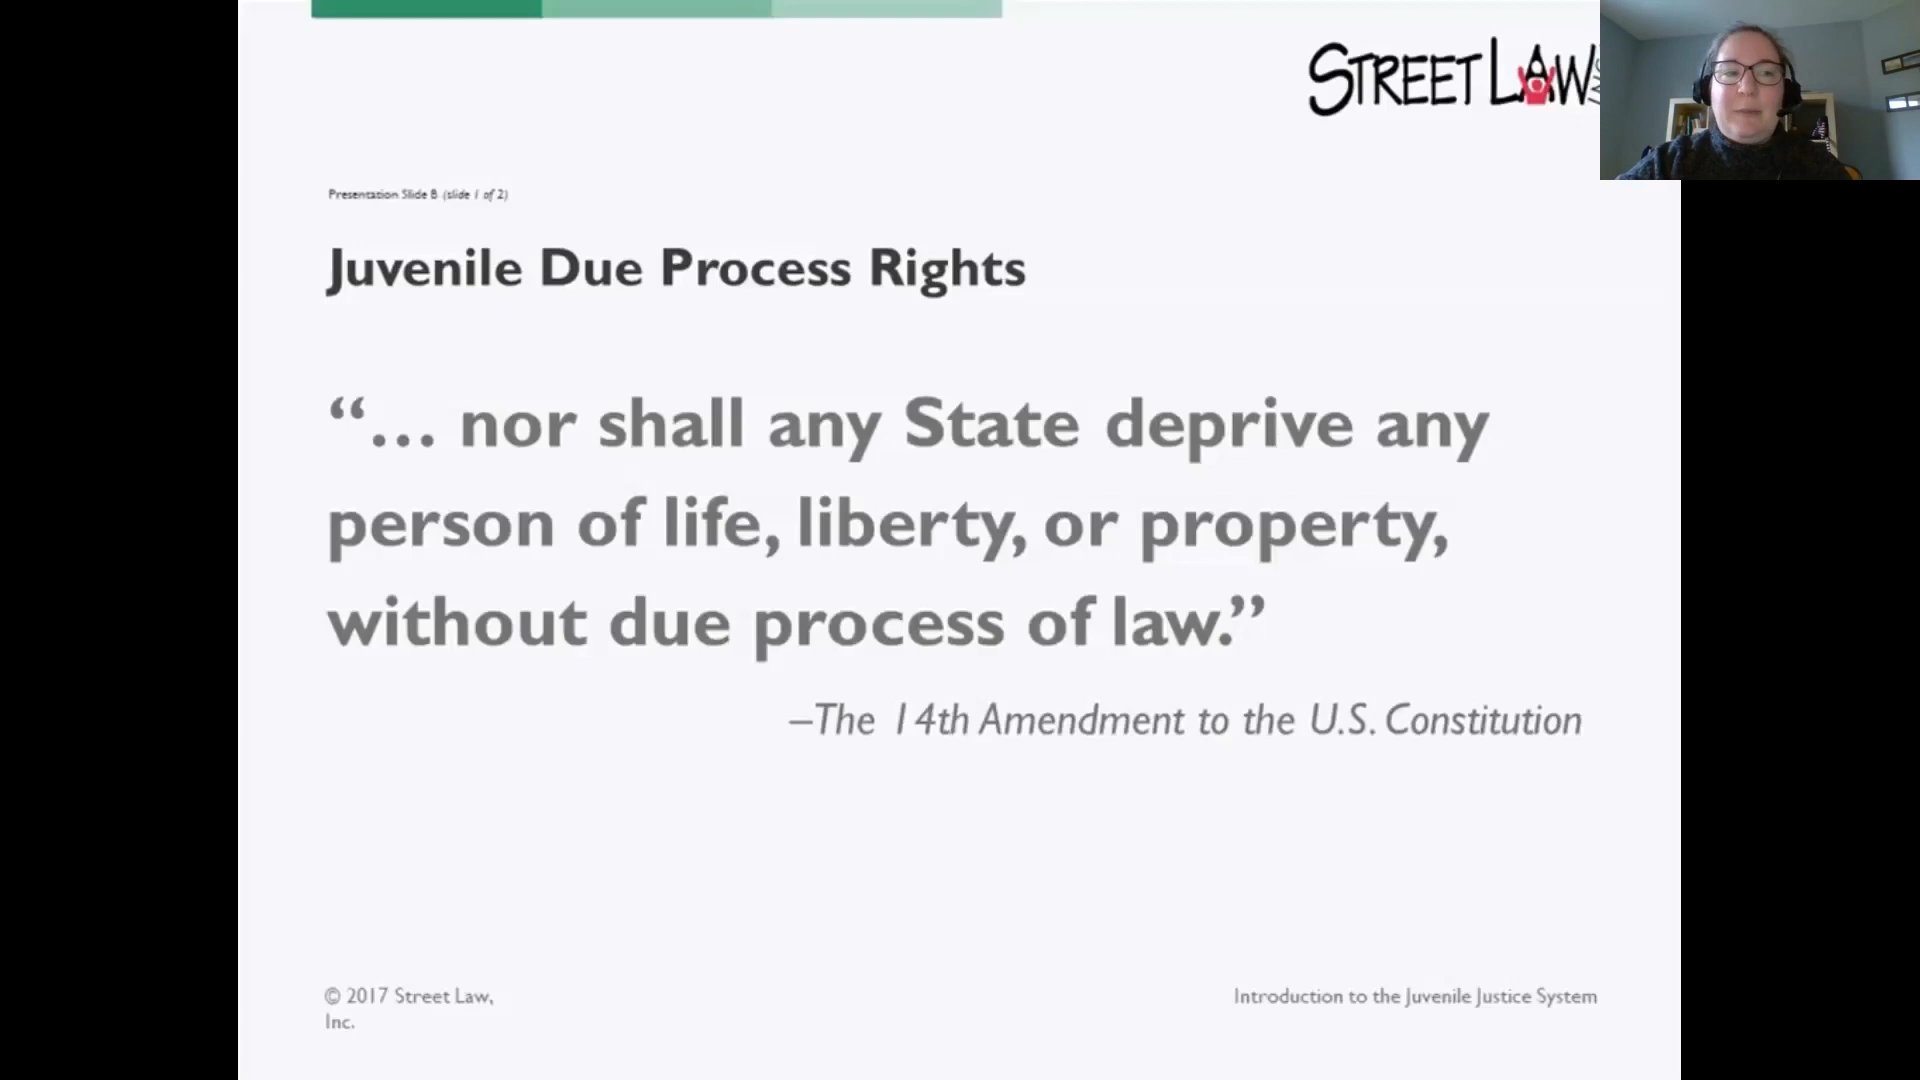 STREET LAW
Presentation Slide 8 (slide 1 of 2)
Juvenile Due Process Rights
“… nor shall any State deprive any
person of life, liberty, or property,
without due process of law.”
–The 14th Amendment to the U.S. Constitution
© 2017 Street Law,
Inc.
Introduction to the Juvenile Justice System